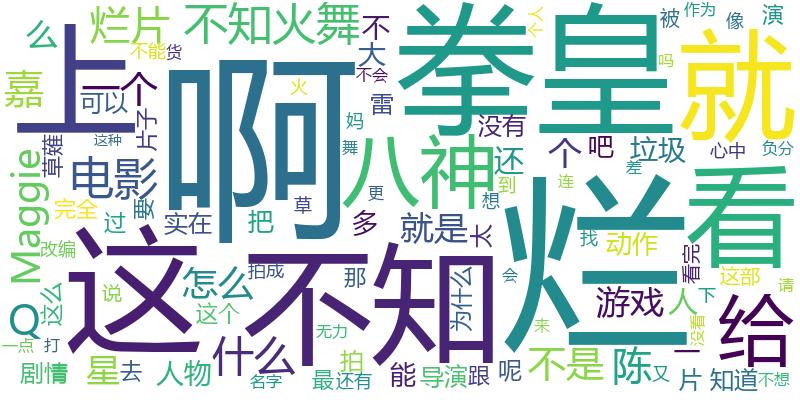 么 烂片 不知火舞 不 大 个人 被 作为 像 演
上 啊 拳皇 就 不能 货 不会 吗
嘉 一个 可以 片子 火 雷 没有
草薙 这种 妈 舞 八神 还 个 吧 垃圾 心中 负分
Maggie 电影 要 草 更 到 连 差 看
完全 过 实在 把 多 就是 太 想 烂 找 动作 看完
改编 这 不知 给
Q 这么 说 怎么 拍成 那 为什么 会 游戏 人 下 这部 请
这个 无力 来 没看
一点 打 什么 拍 能 呢 不是 陈 一
剧情 星 去 人物 名字 最 还有 导演 跟 又 片 知道 不想